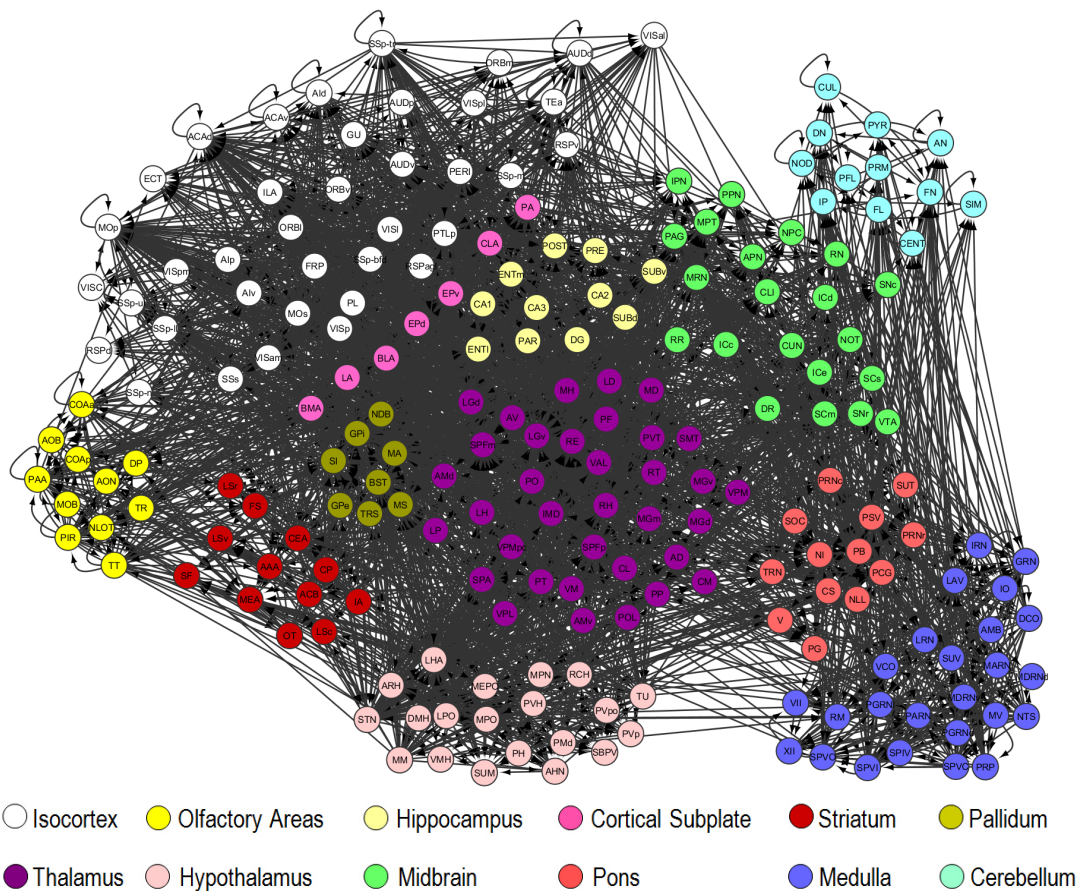 VISal
SSp-tr
AUDd
ORBm
CUL
AId
AUDp
VISpl
TEa
ACAv
PYR
DN
ACAd
GU
AN
RSPv
AUDv
NOD
PRM
PERI
PFL
ECT
SSp-m
IPN
ILA
ORBv
PPN
FN
PA
IP
FL
SIM
MOp
ORBl
VISl
PTLp
MPT
PAG
NPC
CLA
POST
PRE
CENT
AIp
SSp-bfd
RN
APN
VISpm
FRP
RSPagl
ENTm
SUBv
MRN
VISC
AIv
EPv
CA2
CLI
ICd
SNc
SSp-ul
MOs
PL
CA1
CA3
SUBd
SSp-ll
VISp
EPd
RR
ICc
CUN
NOT
RSPd
VISam
BLA
ENTl
PAR
DG
ICe
SSs
LA
SCs
SSp-n
MH
LD
MD
COAa
BMA
NDB
LGd
DR
SCm
SNr
VTA
AV
PF
AOB
GPi
LGv
RE
PVT
SMT
SPFm
COAp
DP
SI
MA
VAL
PAA
AON
AMd
PO
RT
MGv
VPM
PRNc
SUT
LSr
BST
MOB
TR
FS
GPe
TRS
MS
LH
IMD
RH
MGm
MGd
SOC
PSV
PRNr
NLOT
PIR
LSv
CEA
LP
VPMpc
SPFp
IRN
NI
PB
TT
AAA
CP
AD
GRN
SF
SPA
PT
CL
CM
TRN
PCG
LAV
IO
MEA
ACB
IA
VM
PP
CS
NLL
VPL
AMv
POL
V
DCO
OT
LSc
PG
LRN
AMB
LHA
SUV
MARN
VCO
MPN
RCH
MDRNd
ARH
MEPO
TU
VII
PGRNl
MDRNv
PVH
PVpo
RM
PARN
MV
NTS
STN
DMH
LPO
MPO
PVp
PMd
PH
SBPV
XII
SPVO
SPIV
MM
VMH
SUM
AHN
SPVI
SPVC
PRP
Isocortex
Olfactory Areas
Hippocampus
Cortical Subplate
Striatum
Pallidum
Thalamus
Hypothalamus
Midbrain
Pons
Medulla
Cerebellum